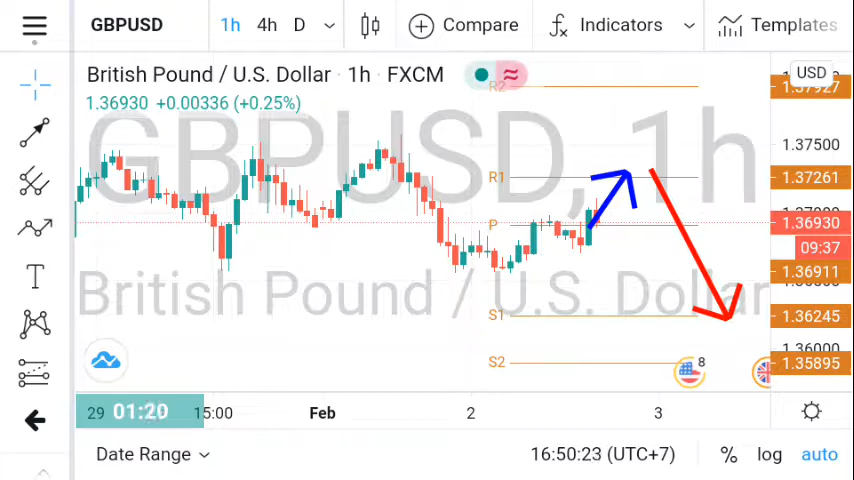 GBPUSD 1h 4h D Compare Indicators Templates
British Pound / U.S. Dollar · 1h · FXCM
USD
1.36930 +0.00336 (+0.25%)
R2
1.37927
GBPUSD, 1h
1.37500
R1
1.37261
P
1.36930
09:37
1.36911
British Pound / U.S. Dollar
S1
1.36245
1.36000
S2
1.35895
8
29 01:20 15:00 Feb 2 3
Date Range 16:50:23 (UTC+7) % log auto